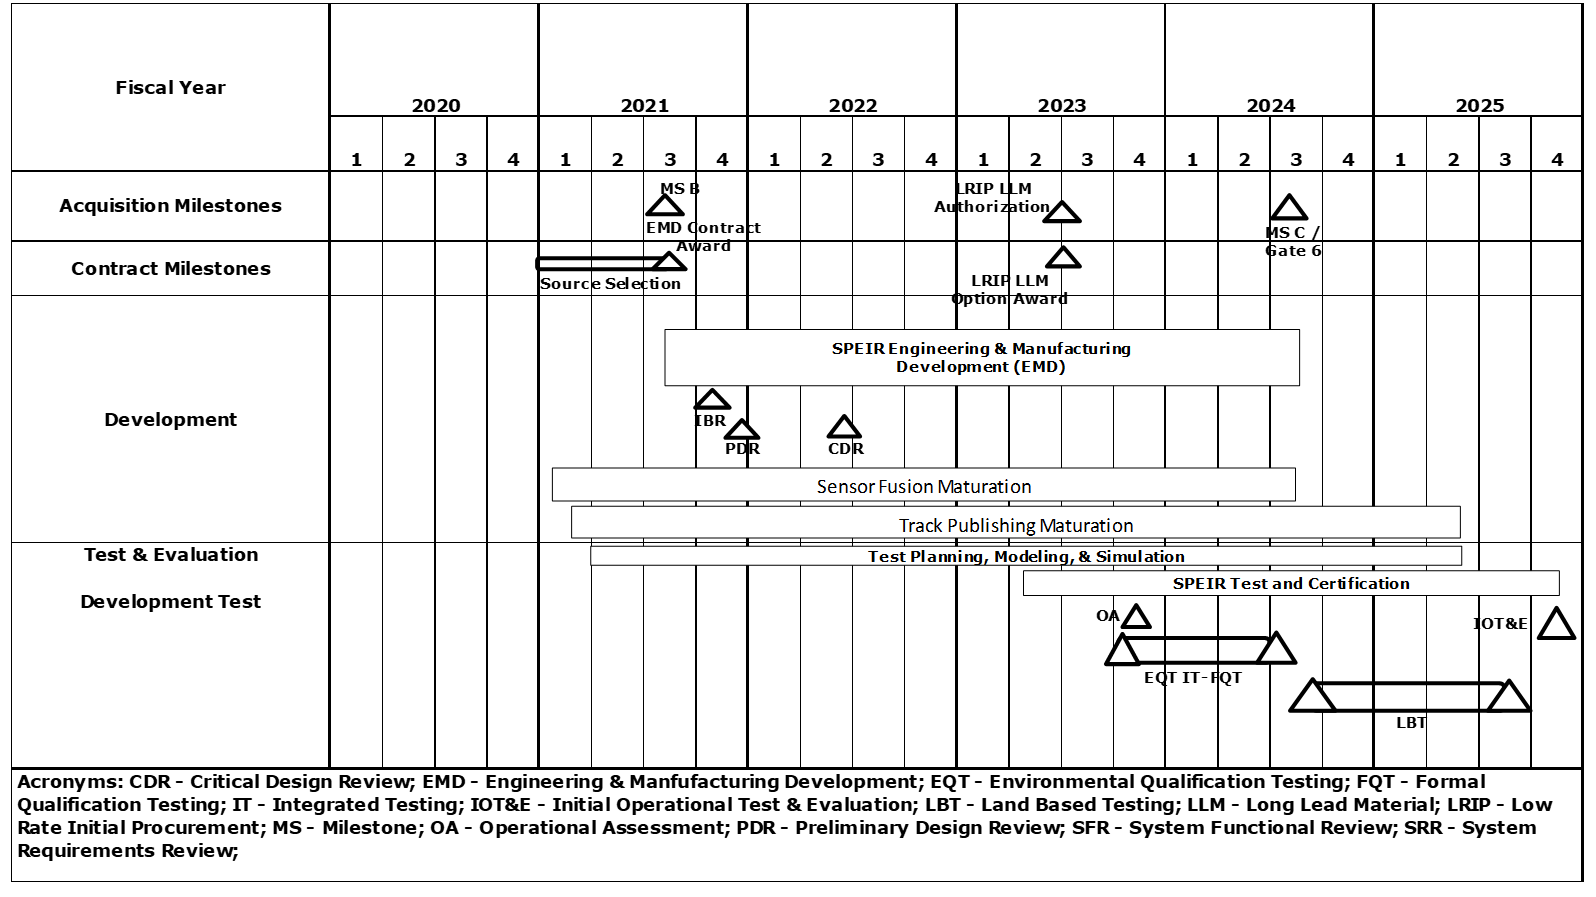 Fiscal Year
2020 2021 2022 2023 2024 2025
1 2 3 4 1 2 3 4 1 2 3 4 1 2 3 4 1 2 3 4 1 2 3 4
Acquisition Milestones
MS B
LRIP LLM
Authorization
MS C /
Gate 6
Contract Milestones
EMD Contract
Award
Source Selection
LRIP LLM
Option Award
Development
SPEIR Engineering & Manufacturing
Development (EMD)
IBR
PDR
CDR
Sensor Fusion Maturation
Track Publishing Maturation
Test & Evaluation
Test Planning, Modeling, & Simulation
Development Test
SPEIR Test and Certification
OA
IOT&E
EQT IT-FQT
LBT
Acronyms: CDR - Critical Design Review; EMD - Engineering & Manfufacturing Development; EQT - Environmental Qualification Testing; FQT - Formal
Qualification Testing; IT - Integrated Testing; IOT&E - Initial Operational Test & Evaluation; LBT - Land Based Testing; LLM - Long Lead Material; LRIP - Low
Rate Initial Procurement; MS - Milestone; OA - Operational Assessment; PDR - Preliminary Design Review; SFR - System Functional Review; SRR - System
Requirements Review;